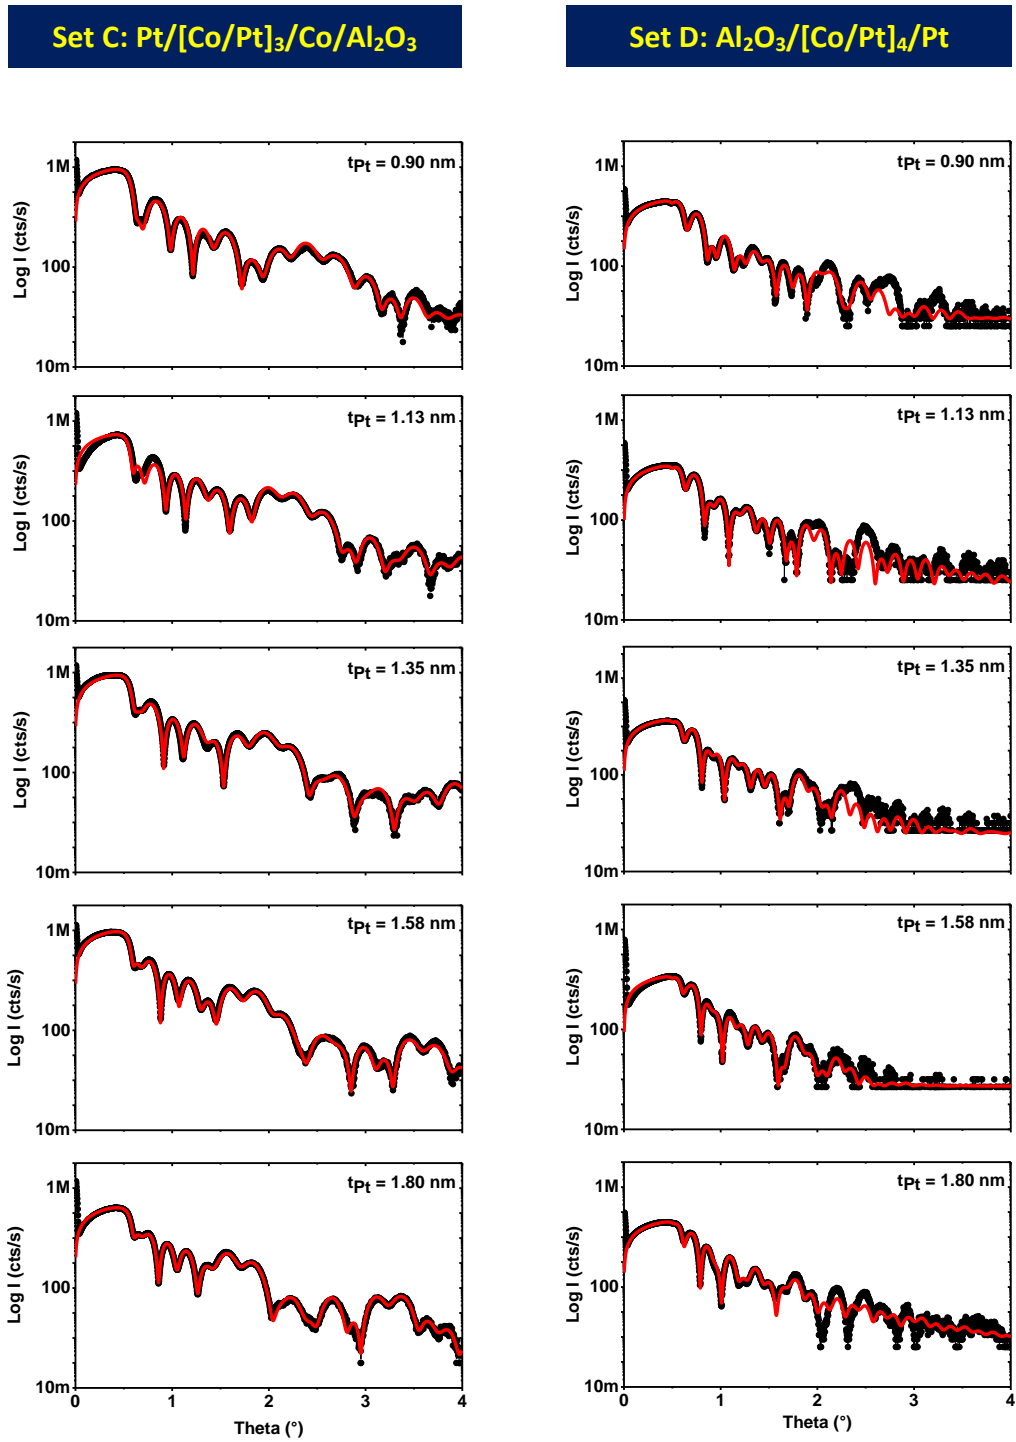 Set C: Pt/[Co/Pt]₃/Co/Al₂O₃
Set D: Al₂O₃/[Co/Pt]₄/Pt
tPt = 0.90 nm
1M
100
10m
Log I (cts/s)
tPt = 0.90 nm
1M
100
10m
Log I (cts/s)
tPt = 1.13 nm
1M
100
10m
Log I (cts/s)
tPt = 1.13 nm
1M
100
10m
Log I (cts/s)
tPt = 1.35 nm
1M
100
10m
Log I (cts/s)
tPt = 1.35 nm
1M
100
10m
Log I (cts/s)
tPt = 1.58 nm
1M
100
10m
Log I (cts/s)
tPt = 1.58 nm
1M
100
10m
Log I (cts/s)
tPt = 1.80 nm
1M
100
10m
Log I (cts/s)
0 1 2 3 4
Theta (°)
tPt = 1.80 nm
1M
100
10m
Log I (cts/s)
0 1 2 3 4
Theta (°)